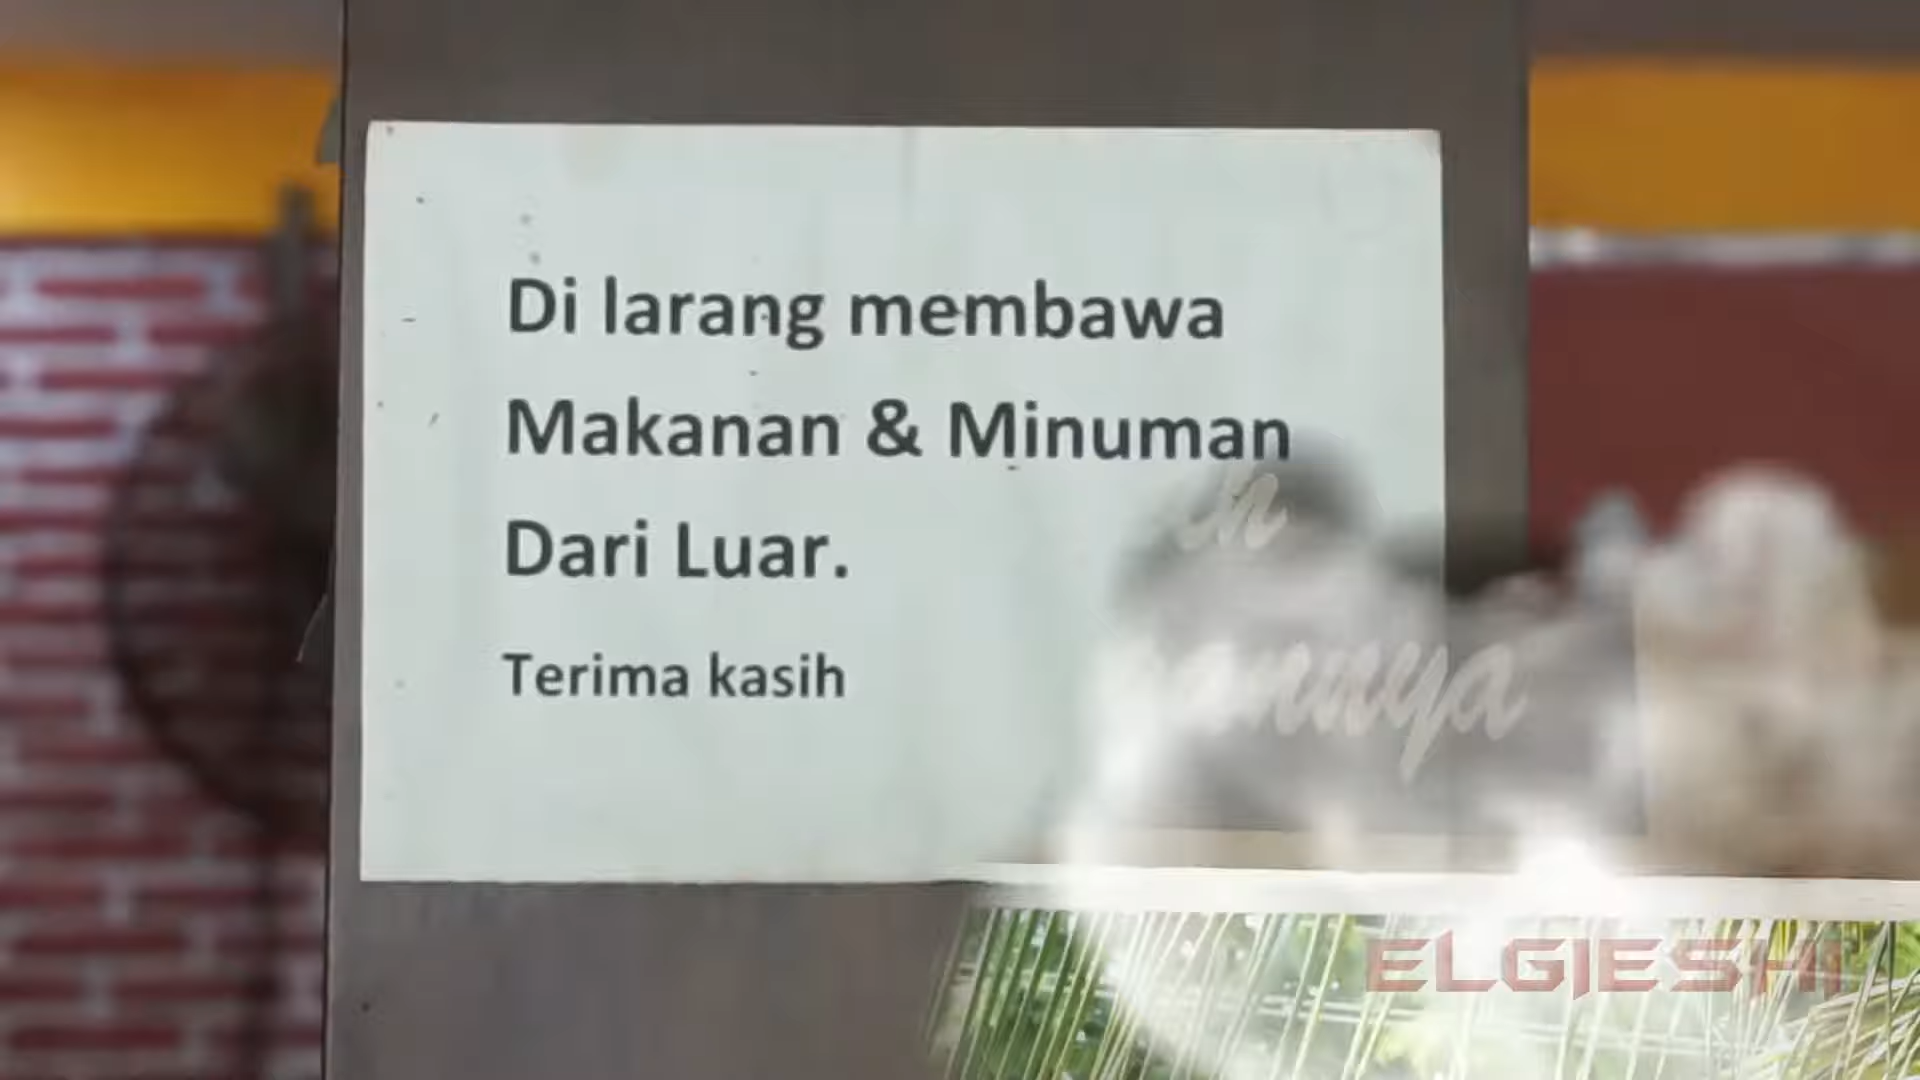 Di larang membawa
Makanan & Minuman
Dari Luar.
Terima kasih
ELGIESHI